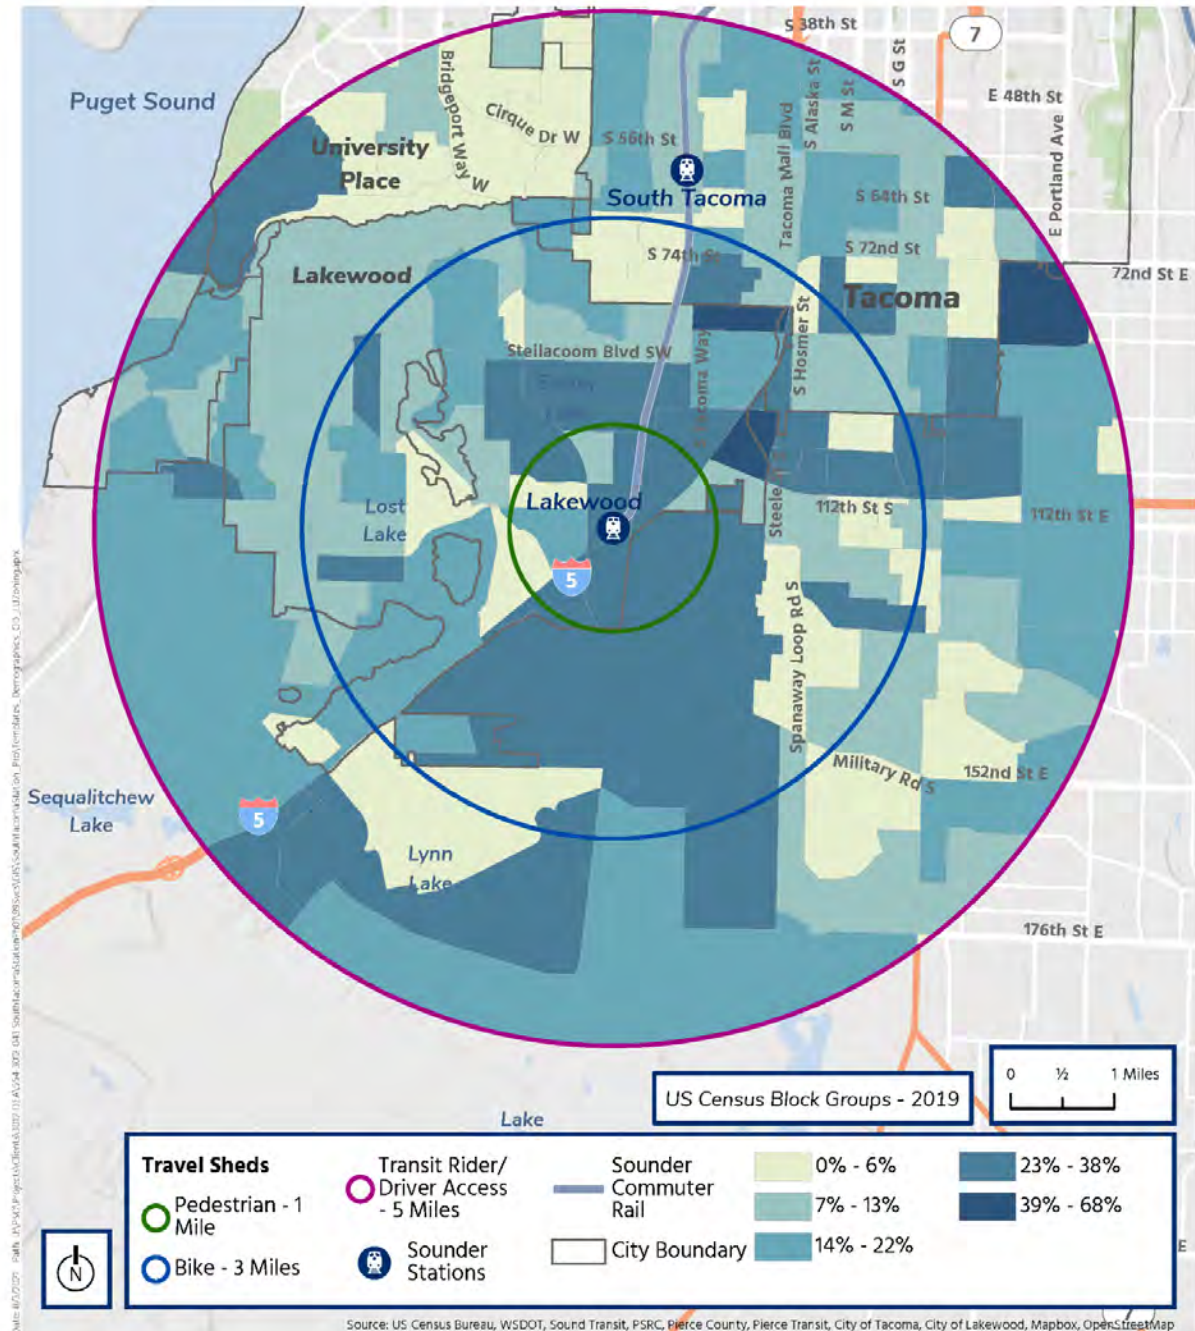 S 38th St
7
Puget Sound
Bridgeport Way W
Cirque Dr W
S Alaska St
S M St
S G St
E 48th St
University
Place
S 56th St
Tacoma Mall Blvd
E Portland Ave
South Tacoma
S 64th St
Lakewood
S 74th St
S 72nd St
72nd St E
Tacoma
Steilacoom Blvd SW
Tacoma Way
S Hosmer St
Lakewood
Lost
Lake
Steele
112th St S
112th St E
5
Spanaway Loop Rd S
Military Rd S
152nd St E
Sequalitchew
Lake
5
Lynn
Lake
176th St E
US Census Block Groups - 2019
0 ½ 1 Miles
Lake
Travel Sheds
Pedestrian - 1
Mile
Bike - 3 Miles
Transit Rider/
Driver Access
- 5 Miles
Sounder
Stations
Sounder
Commuter
Rail
City Boundary
0% - 6%
7% - 13%
14% - 22%
23% - 38%
39% - 68%
N
E
Source: US Census Bureau, WSDOT, Sound Transit, PSRC, Pierce County, Pierce Transit, City of Tacoma, City of Lakewood, Mapbox, OpenStreetMap